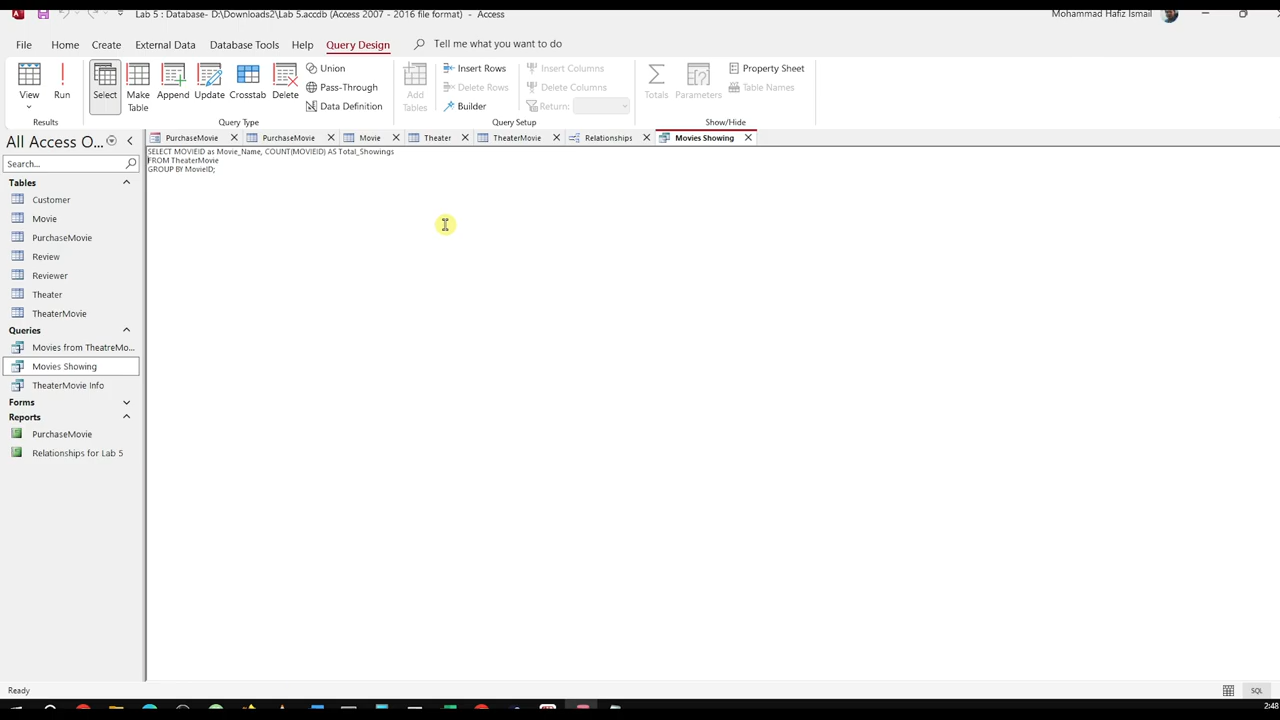 Lab 5 : Database- D:\Downloads2\Lab 5.accdb (Access 2007 - 2016 file format) - Access
Mohammad Hafiz Ismail
File Home Create External Data Database Tools Help Query Design Tell me what you want to do
View
Run
Select
Make
Table
Append
Update
Crosstab
Delete
Union
Pass-Through
Data Definition
Add
Tables
Insert Rows
Delete Rows
Builder
Insert Columns
Delete Columns
Return:
Totals
Parameters
Property Sheet
Table Names
Results
Query Type
Query Setup
Show/Hide
All Access O...
PurchaseMovie PurchaseMovie Movie Theater TheaterMovie Relationships Movies Showing
Search...
SELECT MOVIEID as Movie_Name, COUNT(MOVIEID) AS Total_Showings
FROM TheaterMovie
GROUP BY MovieID;
Tables
Customer
Movie
PurchaseMovie
Review
Reviewer
Theater
TheaterMovie
Queries
Movies from TheatreMo...
Movies Showing
TheaterMovie Info
Forms
Reports
PurchaseMovie
Relationships for Lab 5
Ready
SQL
2:48